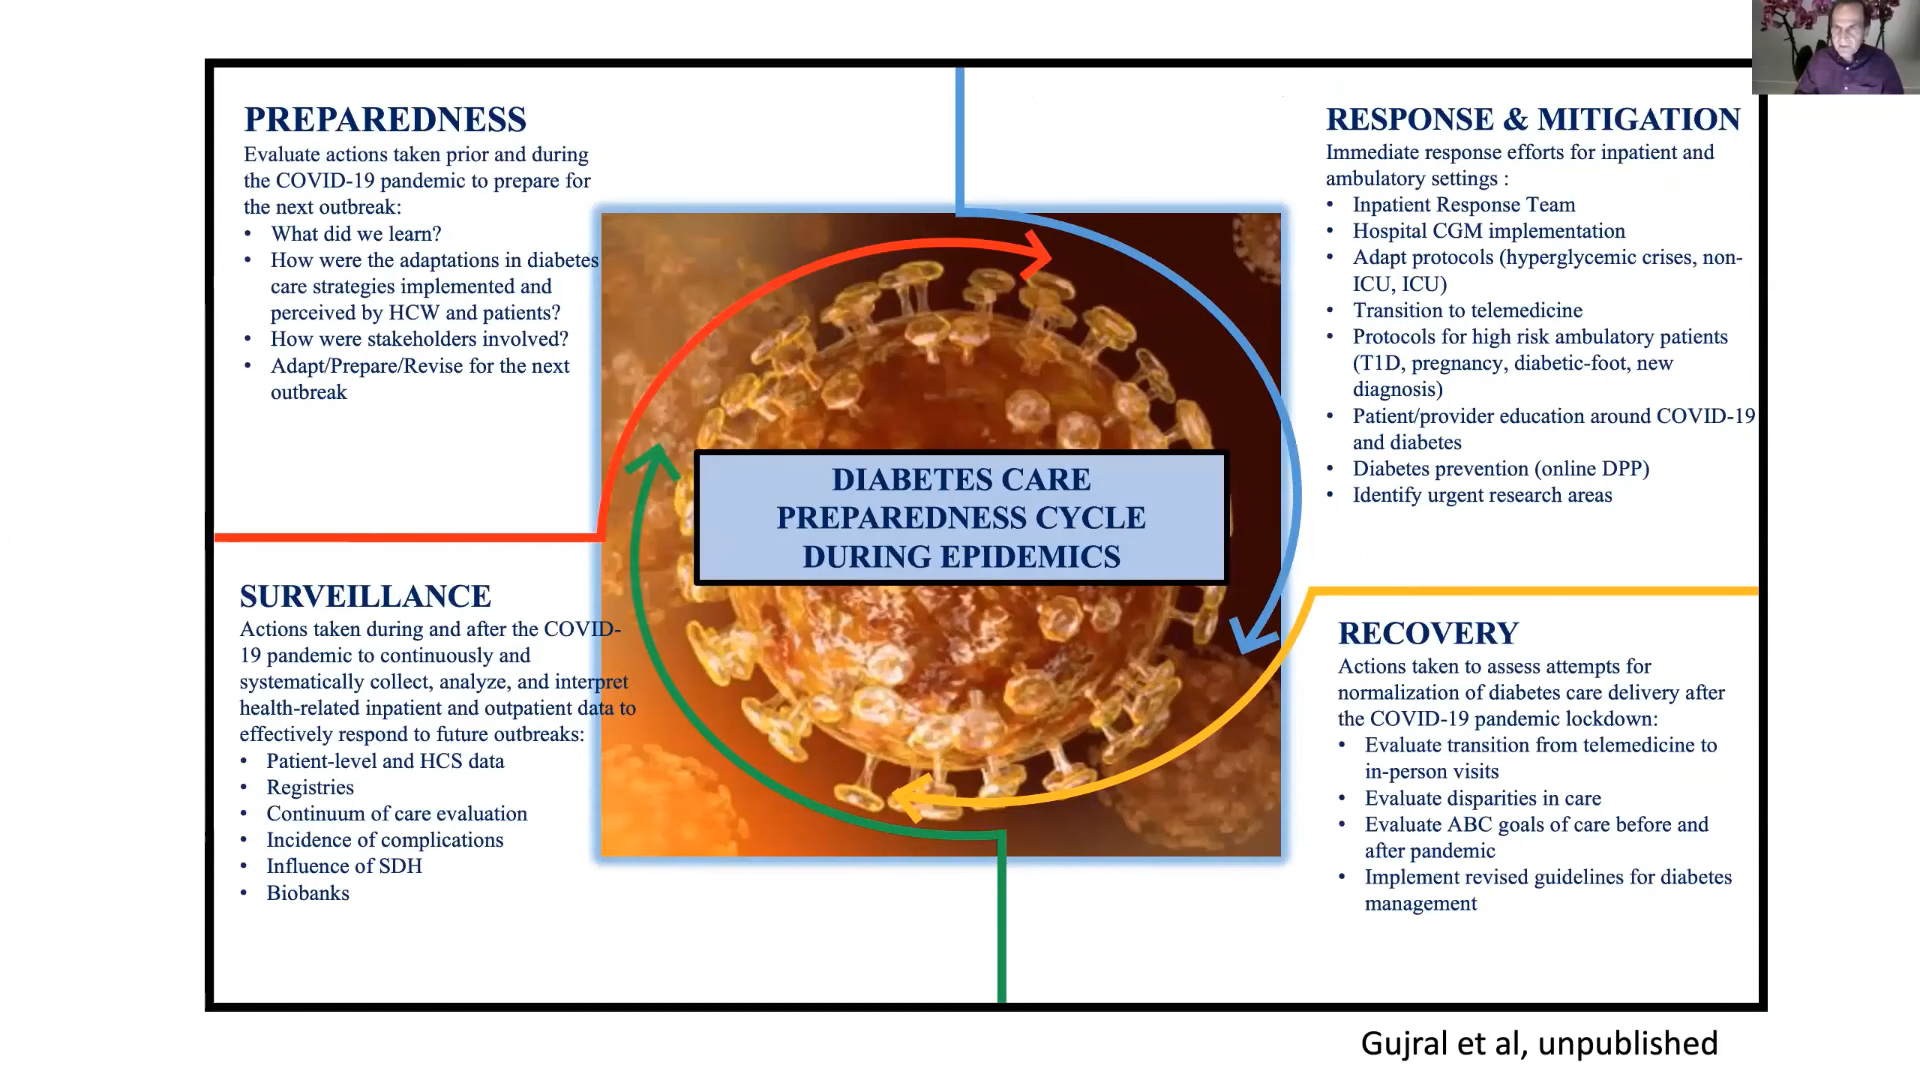 PREPAREDNESS
Evaluate actions taken prior and during
the COVID-19 pandemic to prepare for
the next outbreak:
• What did we learn?
• How were the adaptations in diabetes
care strategies implemented and
perceived by HCW and patients?
• How were stakeholders involved?
• Adapt/Prepare/Revise for the next
outbreak
RESPONSE & MITIGATION
Immediate response efforts for inpatient and
ambulatory settings :
• Inpatient Response Team
• Hospital CGM implementation
• Adapt protocols (hyperglycemic crises, non-
ICU, ICU)
• Transition to telemedicine
• Protocols for high risk ambulatory patients
(T1D, pregnancy, diabetic-foot, new
diagnosis)
• Patient/provider education around COVID-19
and diabetes
• Diabetes prevention (online DPP)
• Identify urgent research areas
DIABETES CARE
PREPAREDNESS CYCLE
DURING EPIDEMICS
SURVEILLANCE
Actions taken during and after the COVID-
19 pandemic to continuously and
systematically collect, analyze, and interpret
health-related inpatient and outpatient data to
effectively respond to future outbreaks:
• Patient-level and HCS data
• Registries
• Continuum of care evaluation
• Incidence of complications
• Influence of SDH
• Biobanks
RECOVERY
Actions taken to assess attempts for
normalization of diabetes care delivery after
the COVID-19 pandemic lockdown:
• Evaluate transition from telemedicine to
in-person visits
• Evaluate disparities in care
• Evaluate ABC goals of care before and
after pandemic
• Implement revised guidelines for diabetes
management
Gujral et al, unpublished